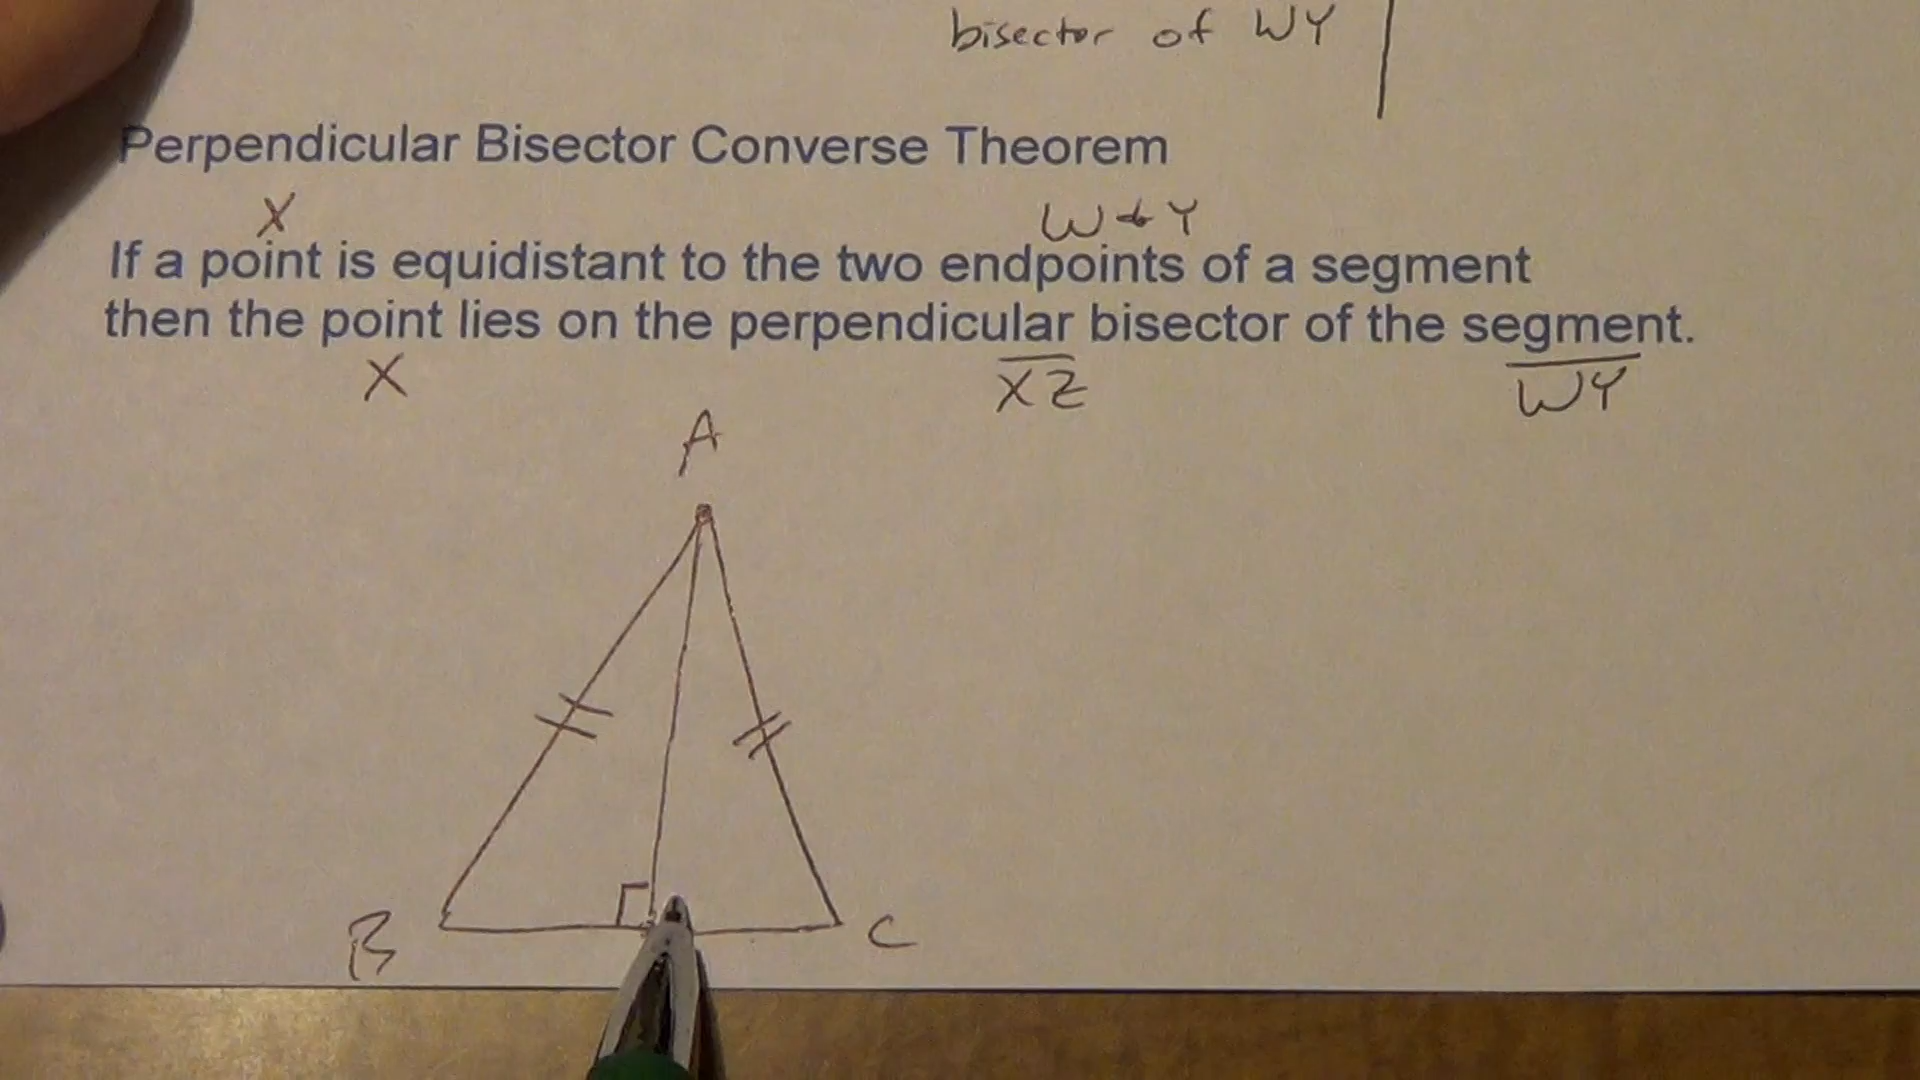 bisector of WY
Perpendicular Bisector Converse Theorem
X W & Y
If a point is equidistant to the two endpoints of a segment
then the point lies on the perpendicular bisector of the segment.
X XZ WY
A
B C